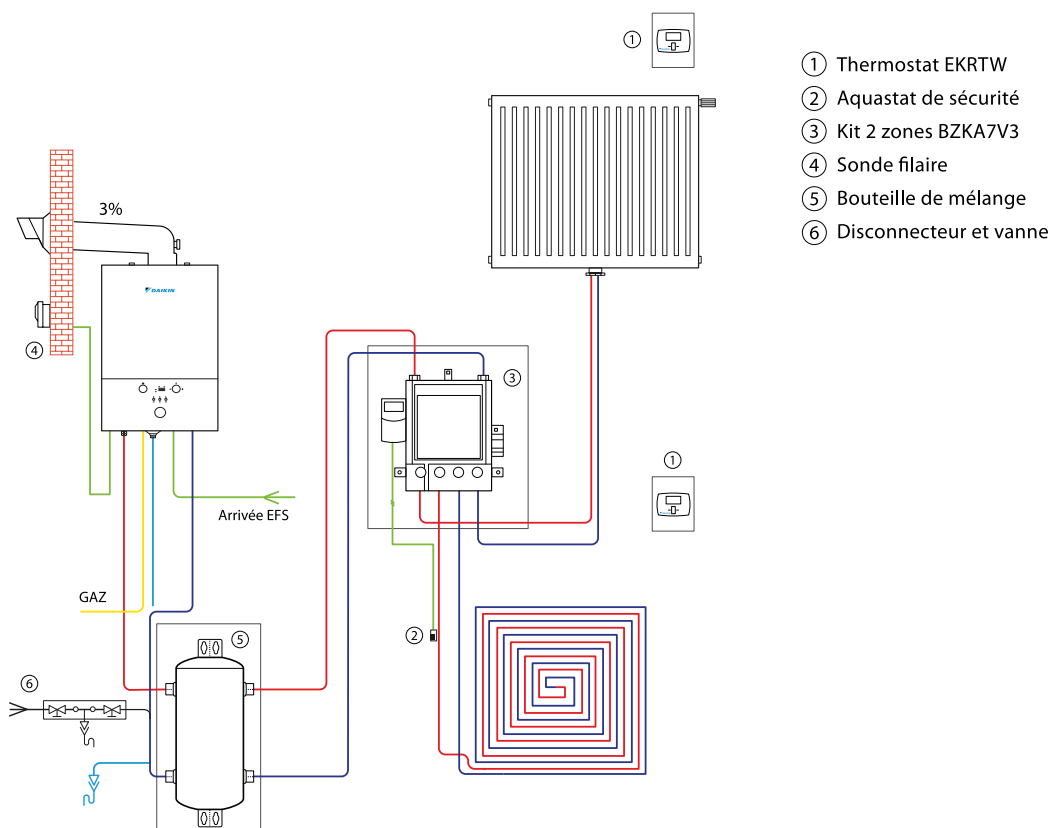 ①
① Thermostat EKRTW
② Aquastat de sécurité
③ Kit 2 zones BZKA7V3
④ Sonde filaire
⑤ Bouteille de mélange
⑥ Disconnecteur et vanne
3%
DAIKIN
④
③
①
Arrivée EFS
GAZ
②
⑤
⑥